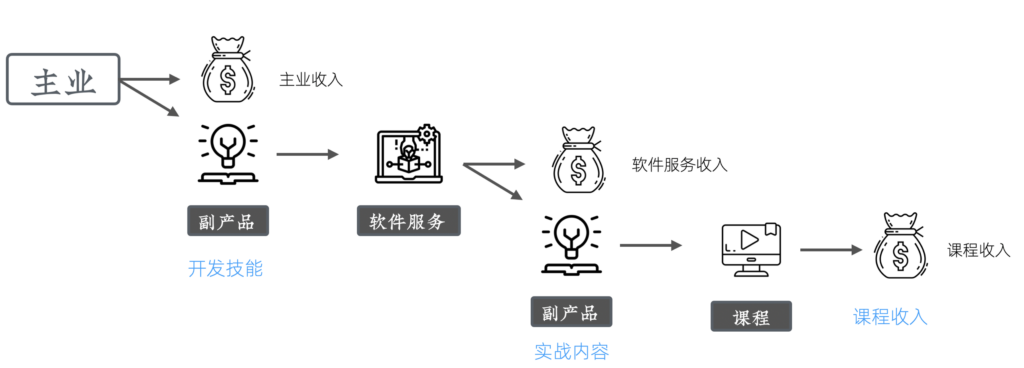 主业
主业收入
副产品
开发技能
软件服务
软件服务收入
副产品
实战内容
课程
课程收入
课程收入